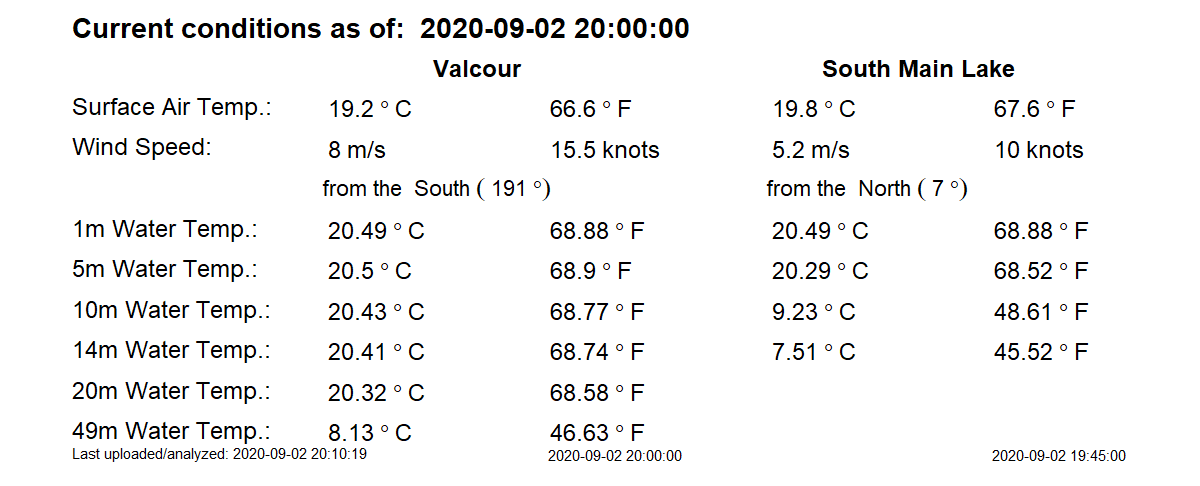 Current conditions as of:  2020-09-02 20:00:00
Valcour South Main Lake
Surface Air Temp.: 19.2 ° C 66.6 ° F 19.8 ° C 67.6 ° F
Wind Speed: 8 m/s 15.5 knots 5.2 m/s 10 knots
from the  South ( 191 °) from the  North ( 7 °)
1m Water Temp.: 20.49 ° C 68.88 ° F 20.49 ° C 68.88 ° F
5m Water Temp.: 20.5 ° C 68.9 ° F 20.29 ° C 68.52 ° F
10m Water Temp.: 20.43 ° C 68.77 ° F 9.23 ° C 48.61 ° F
14m Water Temp.: 20.41 ° C 68.74 ° F 7.51 ° C 45.52 ° F
20m Water Temp.: 20.32 ° C 68.58 ° F
49m Water Temp.: 8.13 ° C 46.63 ° F
Last uploaded/analyzed: 2020-09-02 20:10:19 2020-09-02 20:00:00 2020-09-02 19:45:00